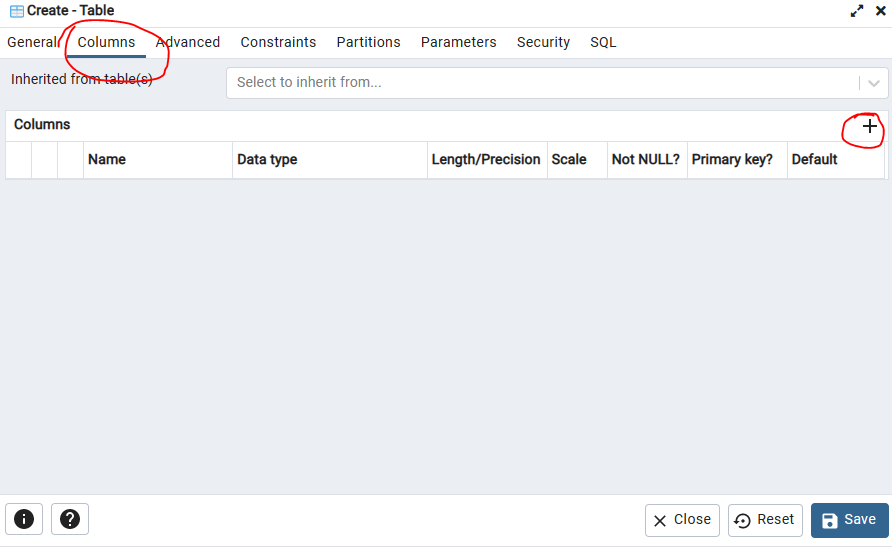 Create - Table
General Columns Advanced Constraints Partitions Parameters Security SQL
Inherited from table(s) Select to inherit from...
Columns
Name Data type Length/Precision Scale Not NULL? Primary key? Default
Close Reset Save